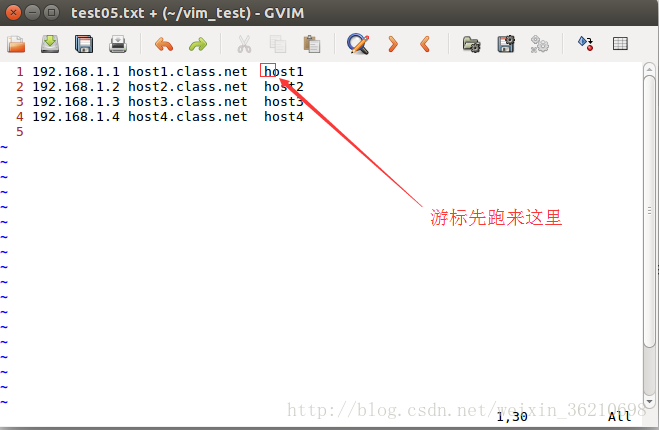 test05.txt + (~/vim_test) - GVIM
1 192.168.1.1 host1.class.net  host1
2 192.168.1.2 host2.class.net  host2
3 192.168.1.3 host3.class.net  host3
4 192.168.1.4 host4.class.net  host4
5
~
~
~
~
~
游标先跑来这里
~
~
~
~
~
~
~
~
~
~
~
~
~
http://blog.csdn.net/weixin_36210698
1,30 All